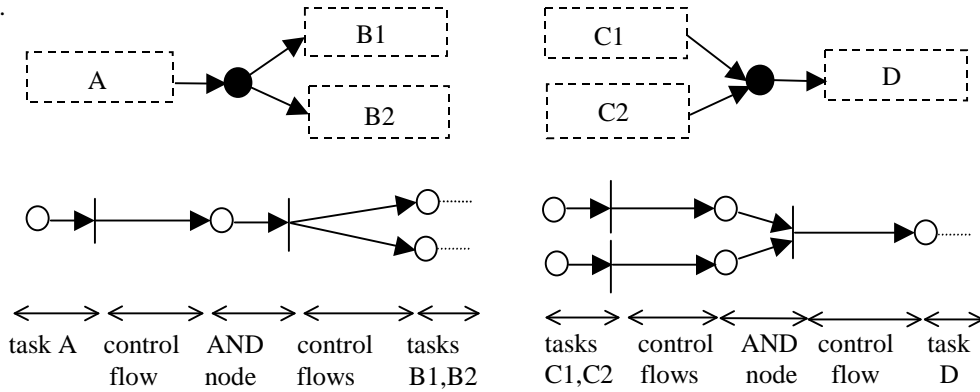 .
A
B1
B2
C1
C2
D
task A control AND control tasks
flow node flows B1,B2
tasks control AND control task
C1,C2 flows node flow D